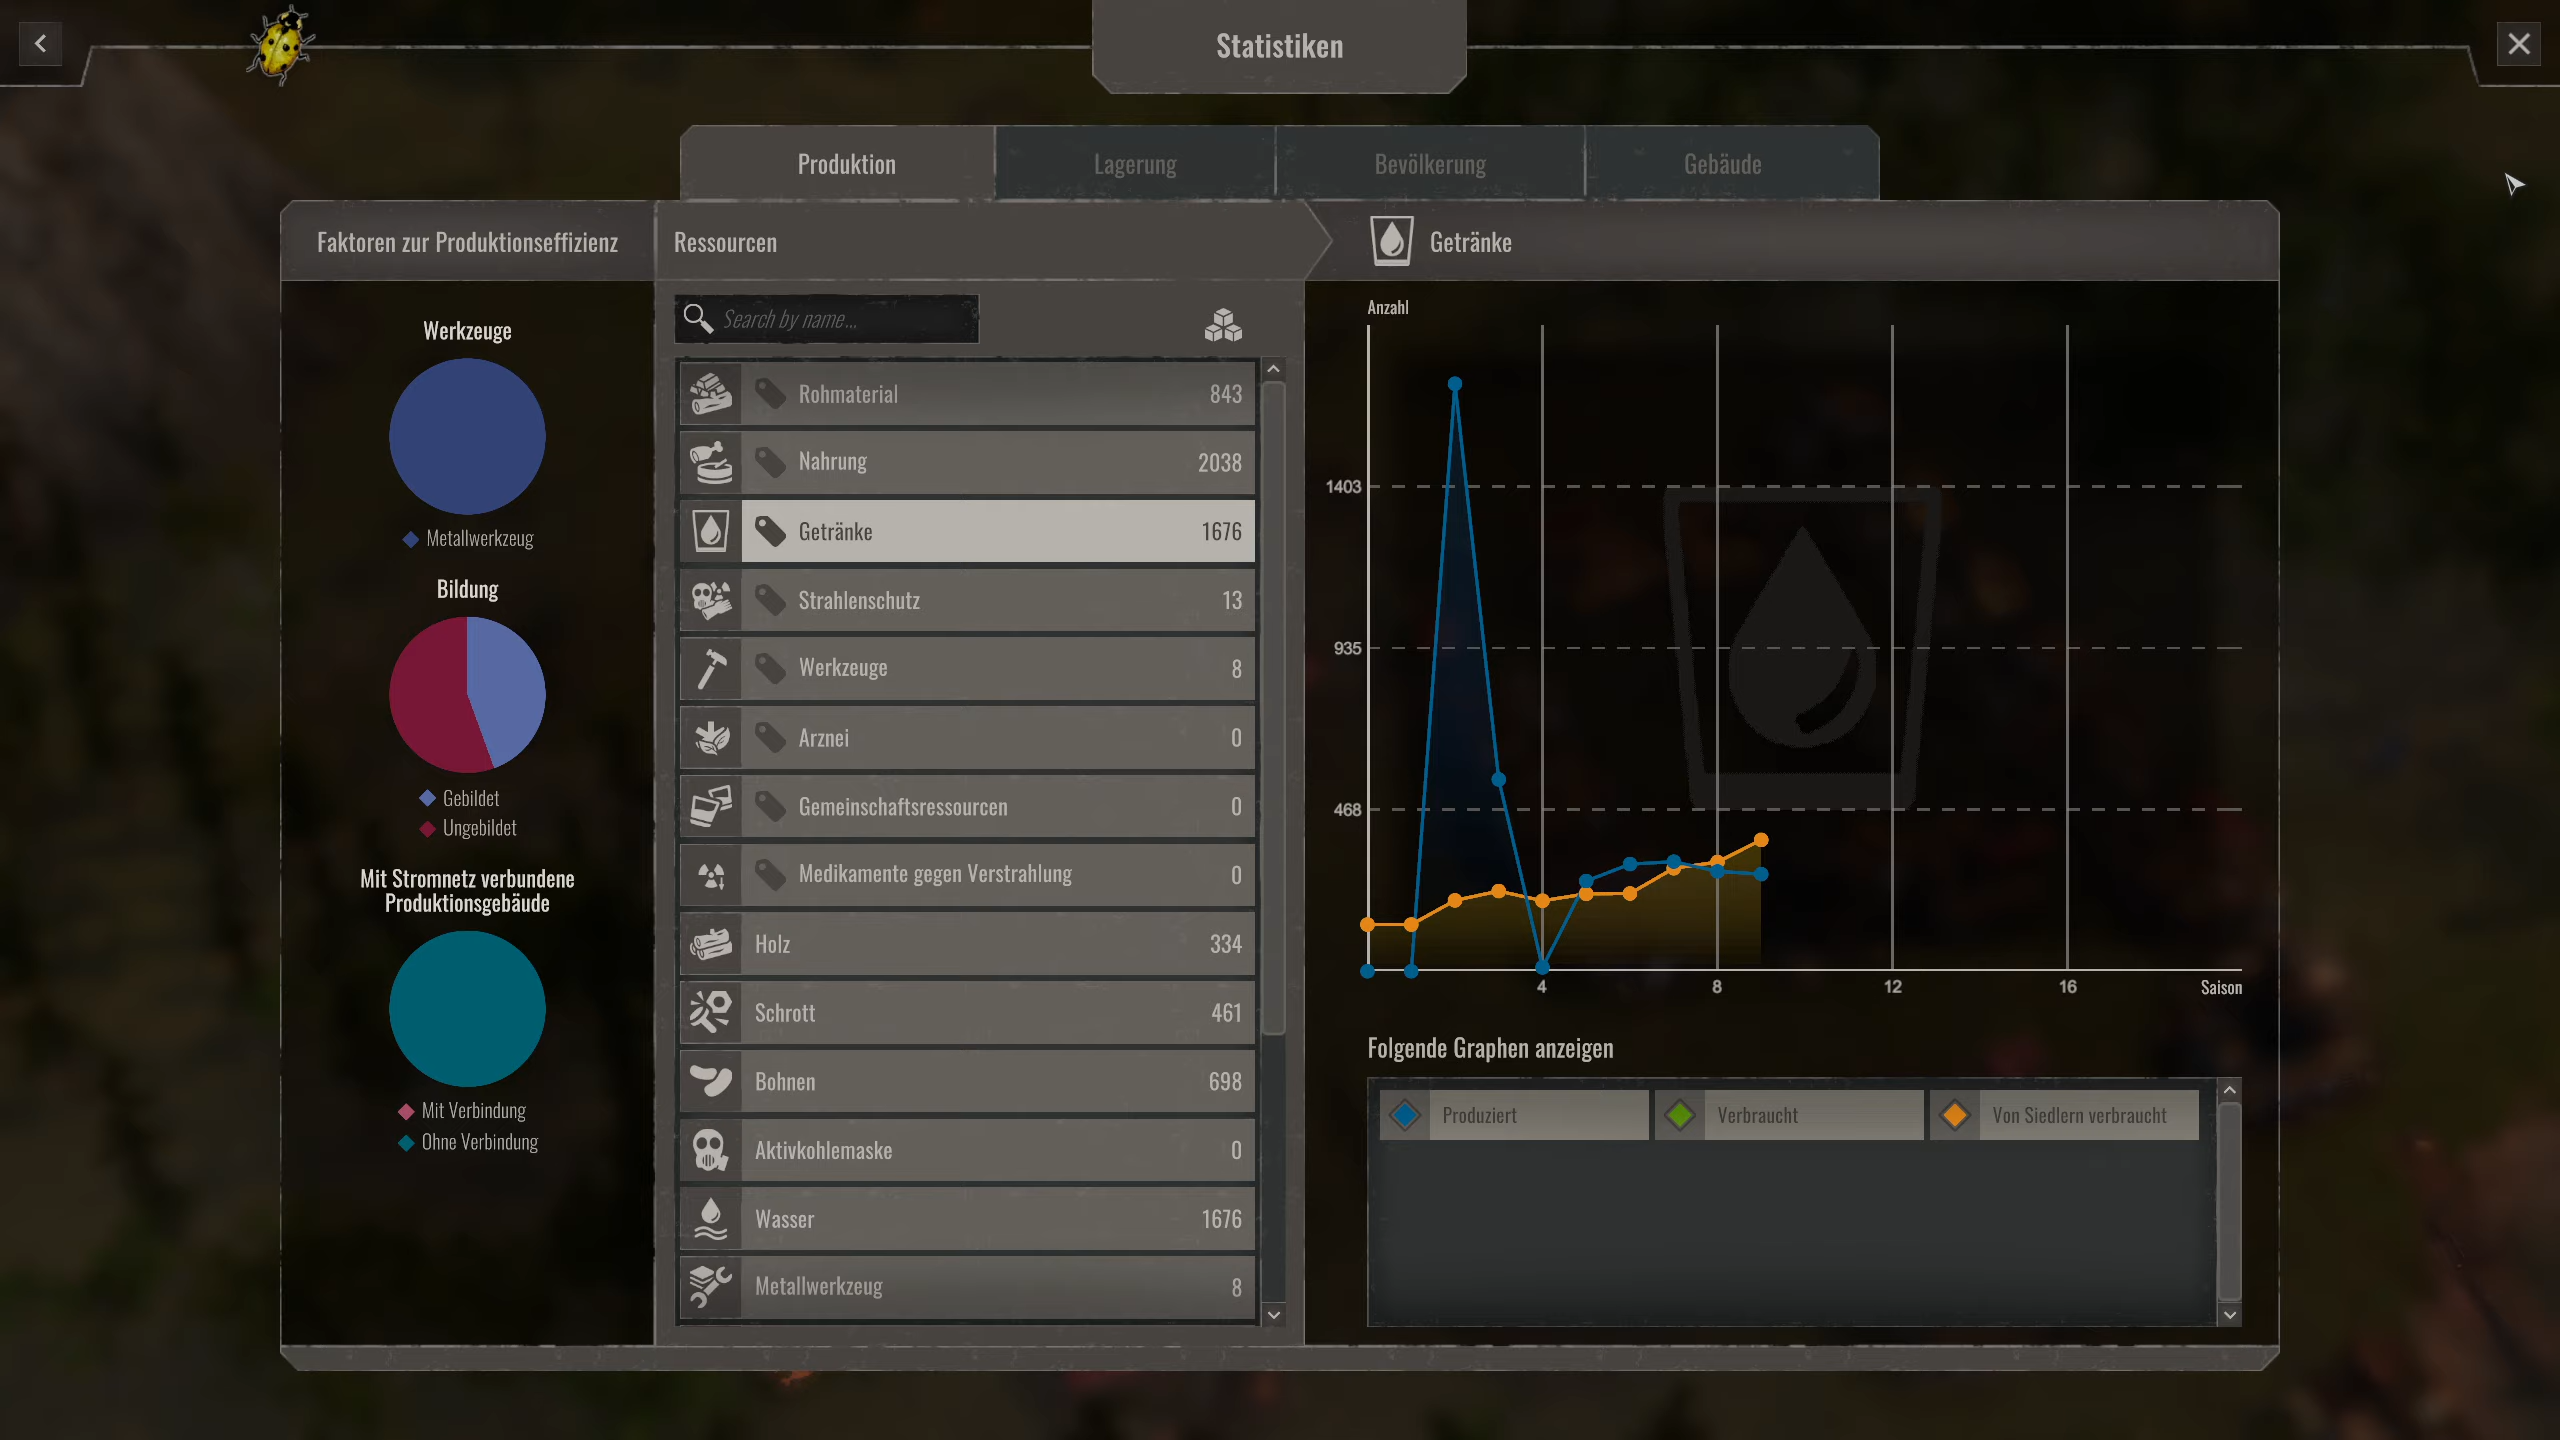 Statistiken
Produktion
Lagerung
Bevölkerung
Gebäude
Faktoren zur Produktionseffizienz
Ressourcen
Getränke
Werkzeuge
Metallwerkzeug
Bildung
Gebildet
Ungebildet
Mit Stromnetz verbundene
Produktionsgebäude
Mit Verbindung
Ohne Verbindung
Search by name...
Rohmaterial 843
Nahrung 2038
Getränke 1676
Strahlenschutz 13
Werkzeuge 8
Arznei 0
Gemeinschaftsressourcen 0
Medikamente gegen Verstrahlung 0
Holz 334
Schrott 461
Bohnen 698
Aktivkohlemaske 0
Wasser 1676
Metallwerkzeug 8
Anzahl
1403
935
468
4 8 12 16 Saison
Folgende Graphen anzeigen
Produziert
Verbraucht
Von Siedlern verbraucht